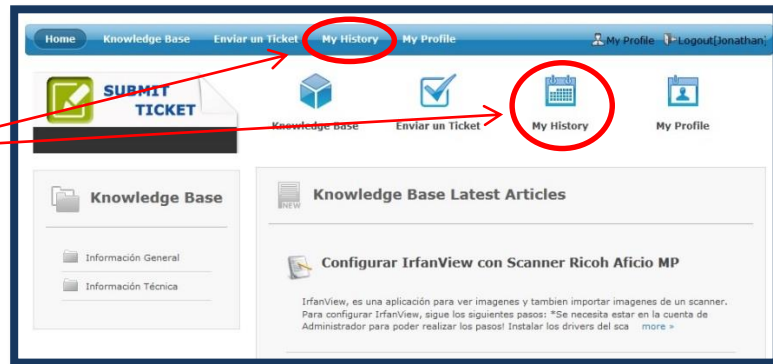 Home Knowledge Base Enviar un Ticket My History My Profile My Profile Logout[Jonathan]
SUBMIT
TICKET
Knowledge Base Enviar un Ticket My History My Profile
Knowledge Base
Información General
Información Técnica
NEW
Knowledge Base Latest Articles
Configurar IrfanView con Scanner Ricoh Aficio MP
IrfanView, es una aplicación para ver imagenes y tambien importar imagenes de un scanner.
Para configurar IrfanView, sigue los siguientes pasos: *Se necesita estar en la cuenta de
Administrador para poder realizar los pasos! Instalar los drivers del sca more »